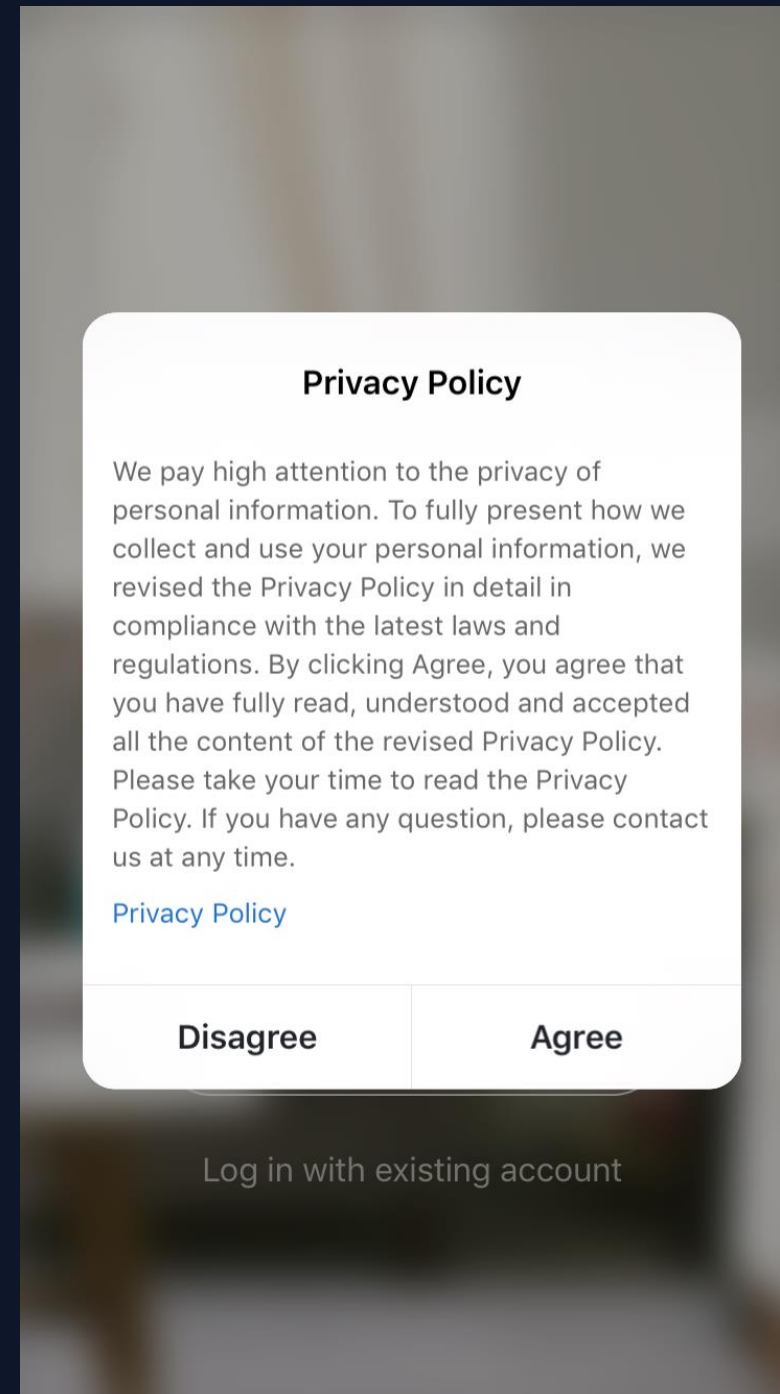 Privacy Policy
We pay high attention to the privacy of
personal information. To fully present how we
collect and use your personal information, we
revised the Privacy Policy in detail in
compliance with the latest laws and
regulations. By clicking Agree, you agree that
you have fully read, understood and accepted
all the content of the revised Privacy Policy.
Please take your time to read the Privacy
Policy. If you have any question, please contact
us at any time.
Privacy Policy
Disagree
Agree
Log in with existing account